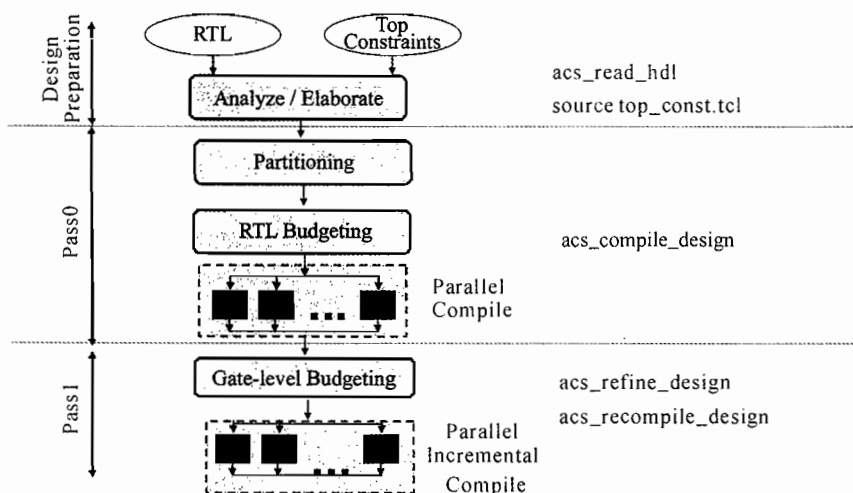 RTL
Top
Constraints
Design
Preparation
Analyze / Elaborate
acs_read_hdl
source top_const.tcl
Pass0
Partitioning
RTL Budgeting
acs_compile_design
Parallel
Compile
Pass1
Gate-level Budgeting
acs_refine_design
acs_recompile_design
Parallel
Incremental
Compile